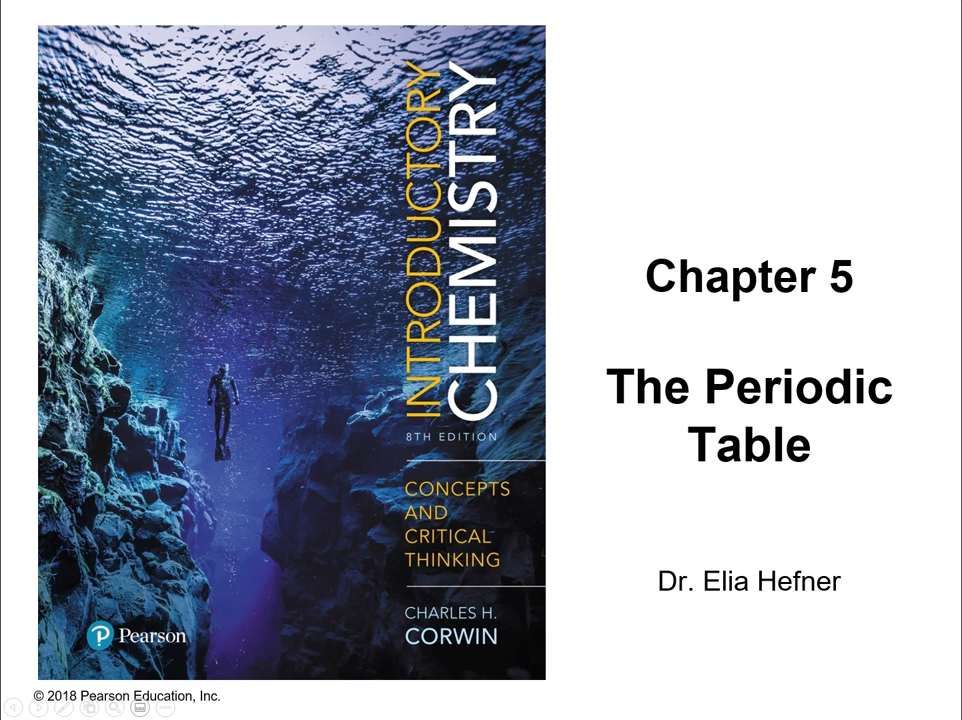 INTRODUCTORY
CHEMISTRY
8TH EDITION
CONCEPTS
AND
CRITICAL
THINKING
CHARLES H.
CORWIN
Pearson
© 2018 Pearson Education, Inc.
Chapter 5
The Periodic
Table
Dr. Elia Hefner